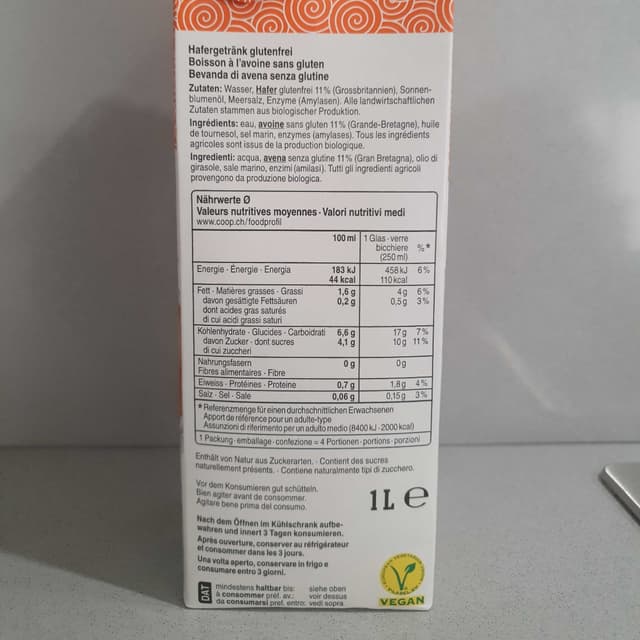 Hafergetränk glutenfrei
Boisson à l'avoine sans gluten
Bevanda di avena senza glutine
Zutaten: Wasser, Hafer glutenfrei 11% (Grossbritannien), Sonnen-
blumenöl, Meersalz, Enzyme (Amylasen). Alle landwirtschaftlichen
Zutaten stammen aus biologischer Produktion.
Ingrédients: eau, avoine sans gluten 11% (Grande-Bretagne), huile
de tournesol, sel marin, enzymes (amylases). Tous les ingrédients
agricoles sont issus de la production biologique.
Ingredienti: acqua, avena senza glutine 11% (Gran Bretagna), olio di
girasole, sale marino, enzimi (amilasi). Tutti gli ingredienti agricoli
provengono da produzione biologica.
Nährwerte Ø
Valeurs nutritives moyennes · Valori nutritivi medi
www.coop.ch/foodprofil
100 ml 1 Glas · verre
bicchiere %*
(250 ml)
Energie · Énergie · Energia 183 kJ 458 kJ 6%
44 kcal 110 kcal
Fett · Matières grasses · Grassi 1,6 g 4 g 6%
davon gesättigte Fettsäuren 0,2 g 0,5 g 3%
dont acides gras saturés
di cui acidi grassi saturi
Kohlenhydrate · Glucides · Carboidrati 6,6 g 17 g 7%
davon Zucker · dont sucres 4,1 g 10 g 11%
di cui zuccheri
Nahrungsfasern 0 g 0 g
Fibres alimentaires · Fibre
Eiweiss · Protéines · Proteine 0,7 g 1,8 g 4%
Salz · Sel · Sale 0,06 g 0,15 g 3%
* Referenzmenge für einen durchschnittlichen Erwachsenen
Apport de référence pour un adulte-type
Assunzioni di riferimento per un adulto medio (8400 kJ · 2000 kcal)
1 Packung · emballage · confezione = 4 Portionen · portions · porzioni
Enthält von Natur aus Zuckerarten. · Contient des sucres
naturellement présents. · Contiene naturalmente tipi di zucchero.
Vor dem Konsumieren gut schütteln.
Bien agiter avant de consommer.
Agitare bene prima del consumo.
1L e
Nach dem Öffnen im Kühlschrank aufbe-
wahren und innert 3 Tagen konsumieren.
Après ouverture, conserver au réfrigérateur
et consommer dans les 3 jours.
Una volta aperto, conservare in frigo e
consumare entro 3 giorni.
DAT
mindestens haltbar bis: siehe oben
à consommer préf. av.: voir dessus
da consumarsi pref. entro: vedi sopra
VEGAN